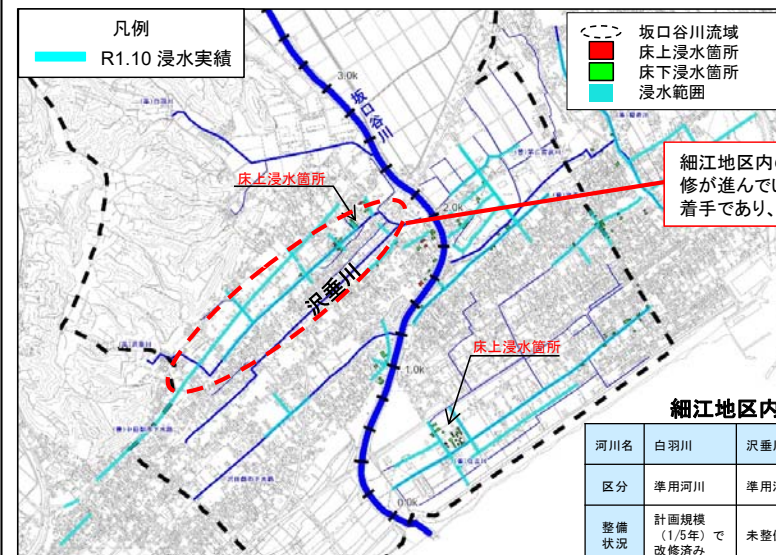 凡例
R1.10 浸水実績
坂口谷川流域
床上浸水箇所
床下浸水箇所
浸水範囲
3.0k
坂口谷川
床上浸水箇所
2.0k
細江地区内の
修が進んでい
着手であり、
沢垂川
床上浸水箇所
1.0k
0.0k
細江地区内
河川名 白羽川 沢垂川
区分 準用河川 準用河
整備状況 計画規模（1/5年）で改修済み 未整